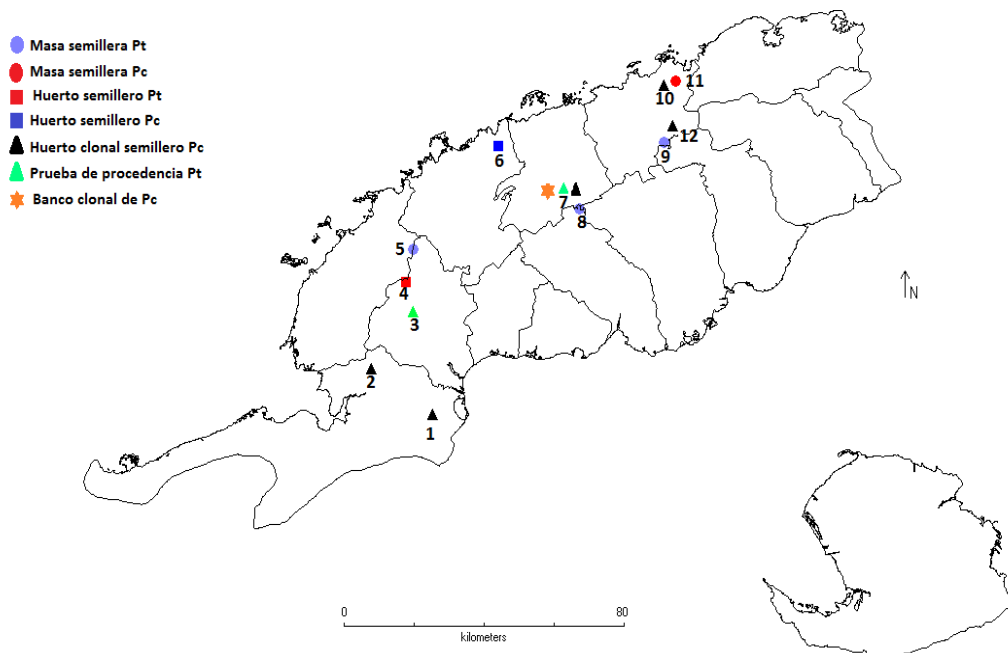 Masa semillera Pt
Masa semillera Pc
Huerto semillero Pt
Huerto semillero Pc
Huerto clonal semillero Pc
Prueba de procedencia Pt
Banco clonal de Pc
11
10
12
9
6
7
8
5
4
3
2
1
N
0 80
kilometers